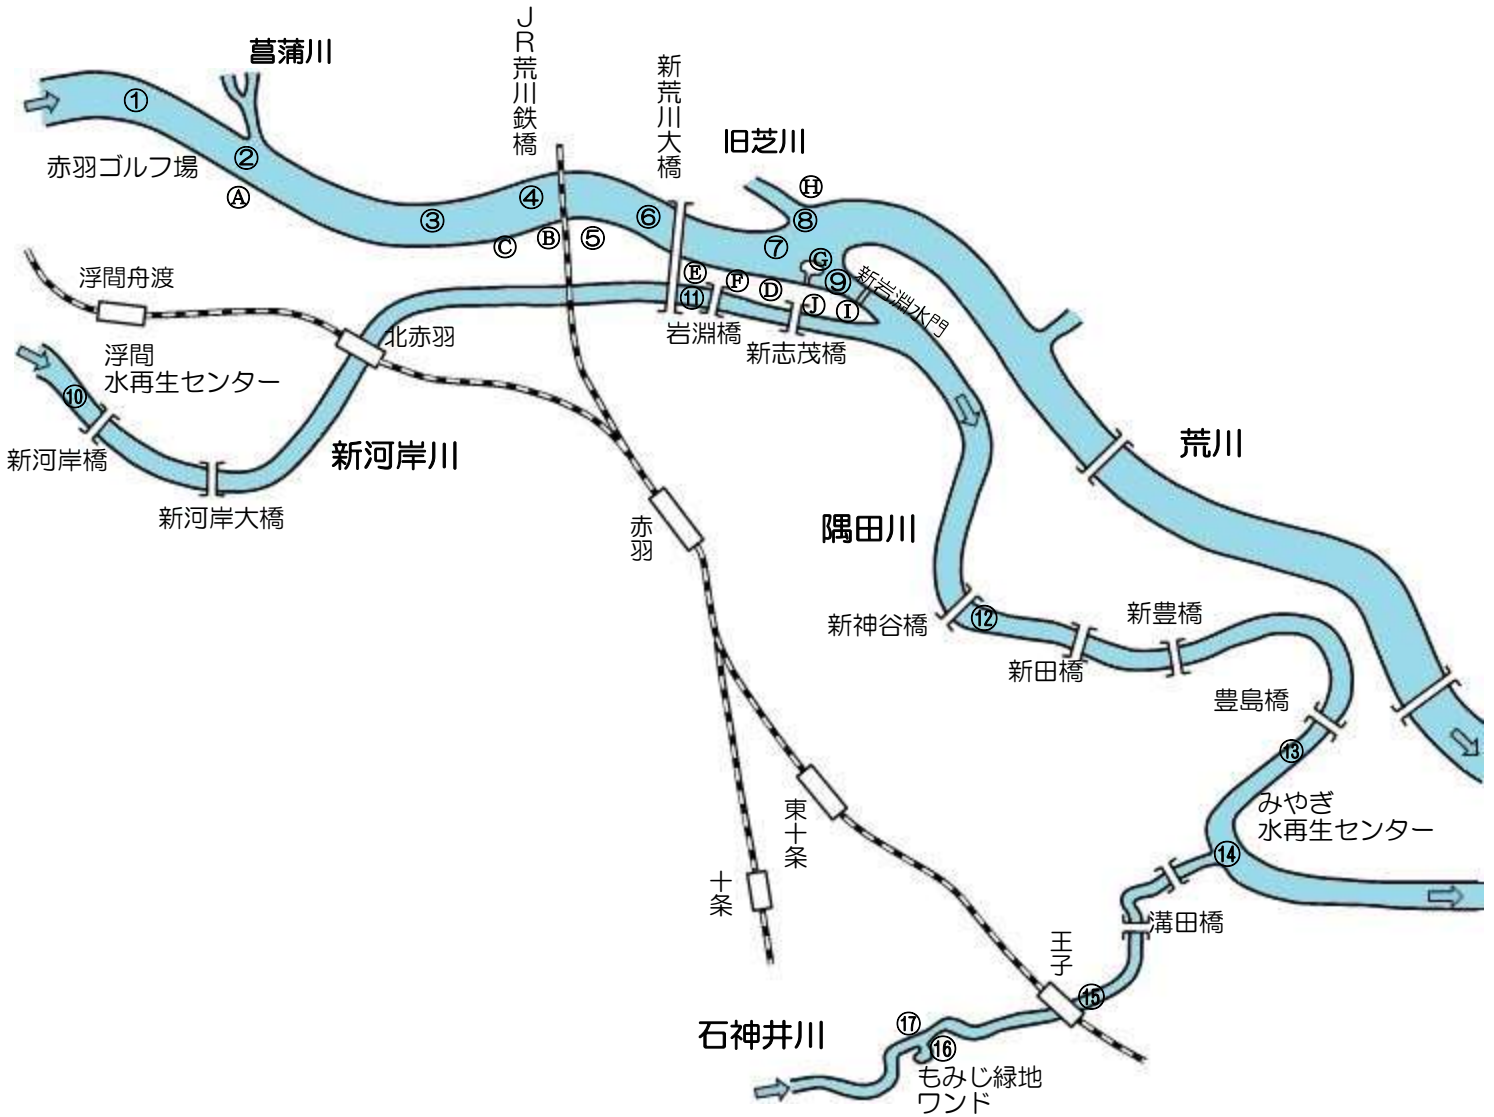 菖蒲川
JR荒川鉄橋
新荒川大橋
旧芝川
①
赤羽ゴルフ場
②
Ⓐ
③
④
Ⓒ
Ⓑ
⑤
⑥
⑦
⑧
Ⓗ
Ⓖ
⑨
新岩淵水門
Ⓔ
Ⓕ
Ⓓ
Ⓙ
Ⓘ
⑪
岩淵橋
新志茂橋
浮間舟渡
北赤羽
浮間
水再生センター
⑩
新河岸橋
新河岸大橋
新河岸川
荒川
赤羽
隅田川
新神谷橋
⑫
新田橋
新豊橋
豊島橋
⑬
みやぎ
水再生センター
⑭
東十条
十条
溝田橋
王子
⑮
石神井川
⑰
⑯
もみじ緑地
ワンド